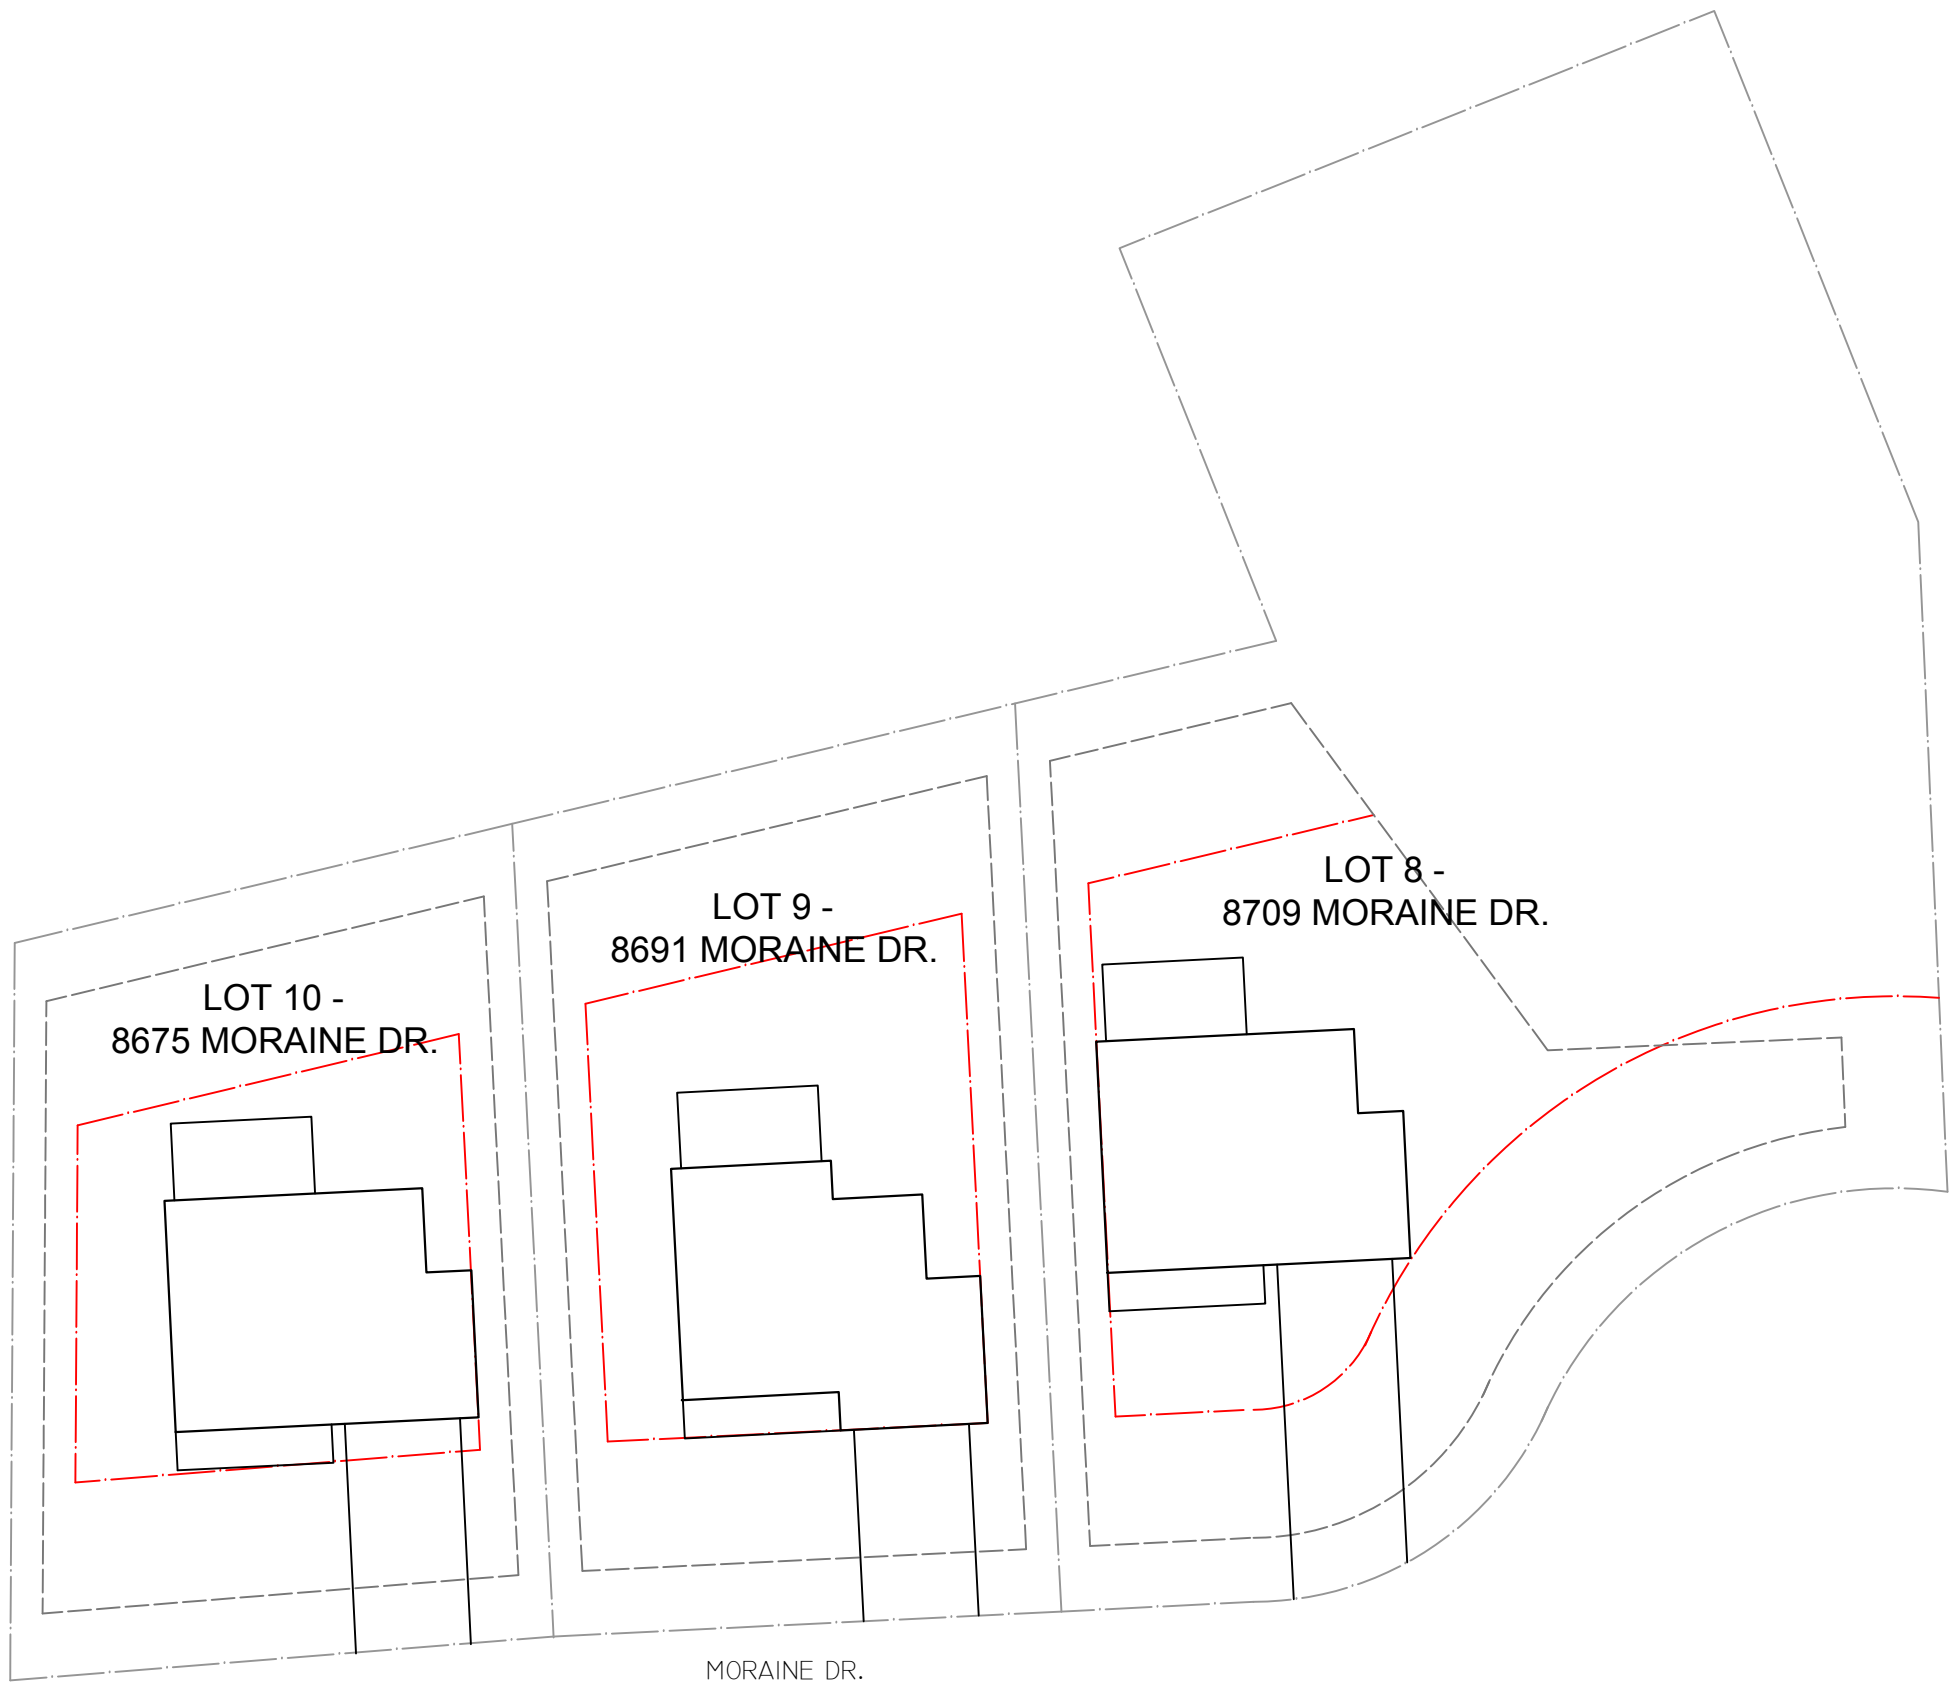 LOT 8 -
8709 MORAINE DR.
LOT 9 -
8691 MORAINE DR.
LOT 10 -
8675 MORAINE DR.
MORAINE DR.